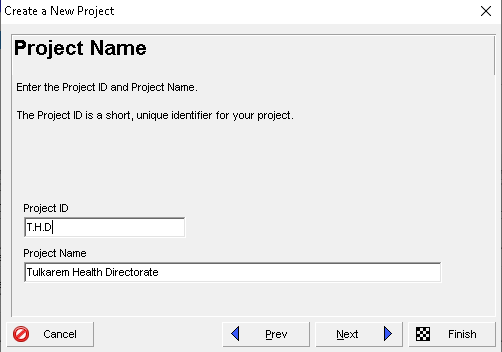 Create a New Project
Project Name
Enter the Project ID and Project Name.
The Project ID is a short, unique identifier for your project.
Project ID
T.H.D
Project Name
Tulkarem Health Directorate
Cancel
Prev
Next
Finish